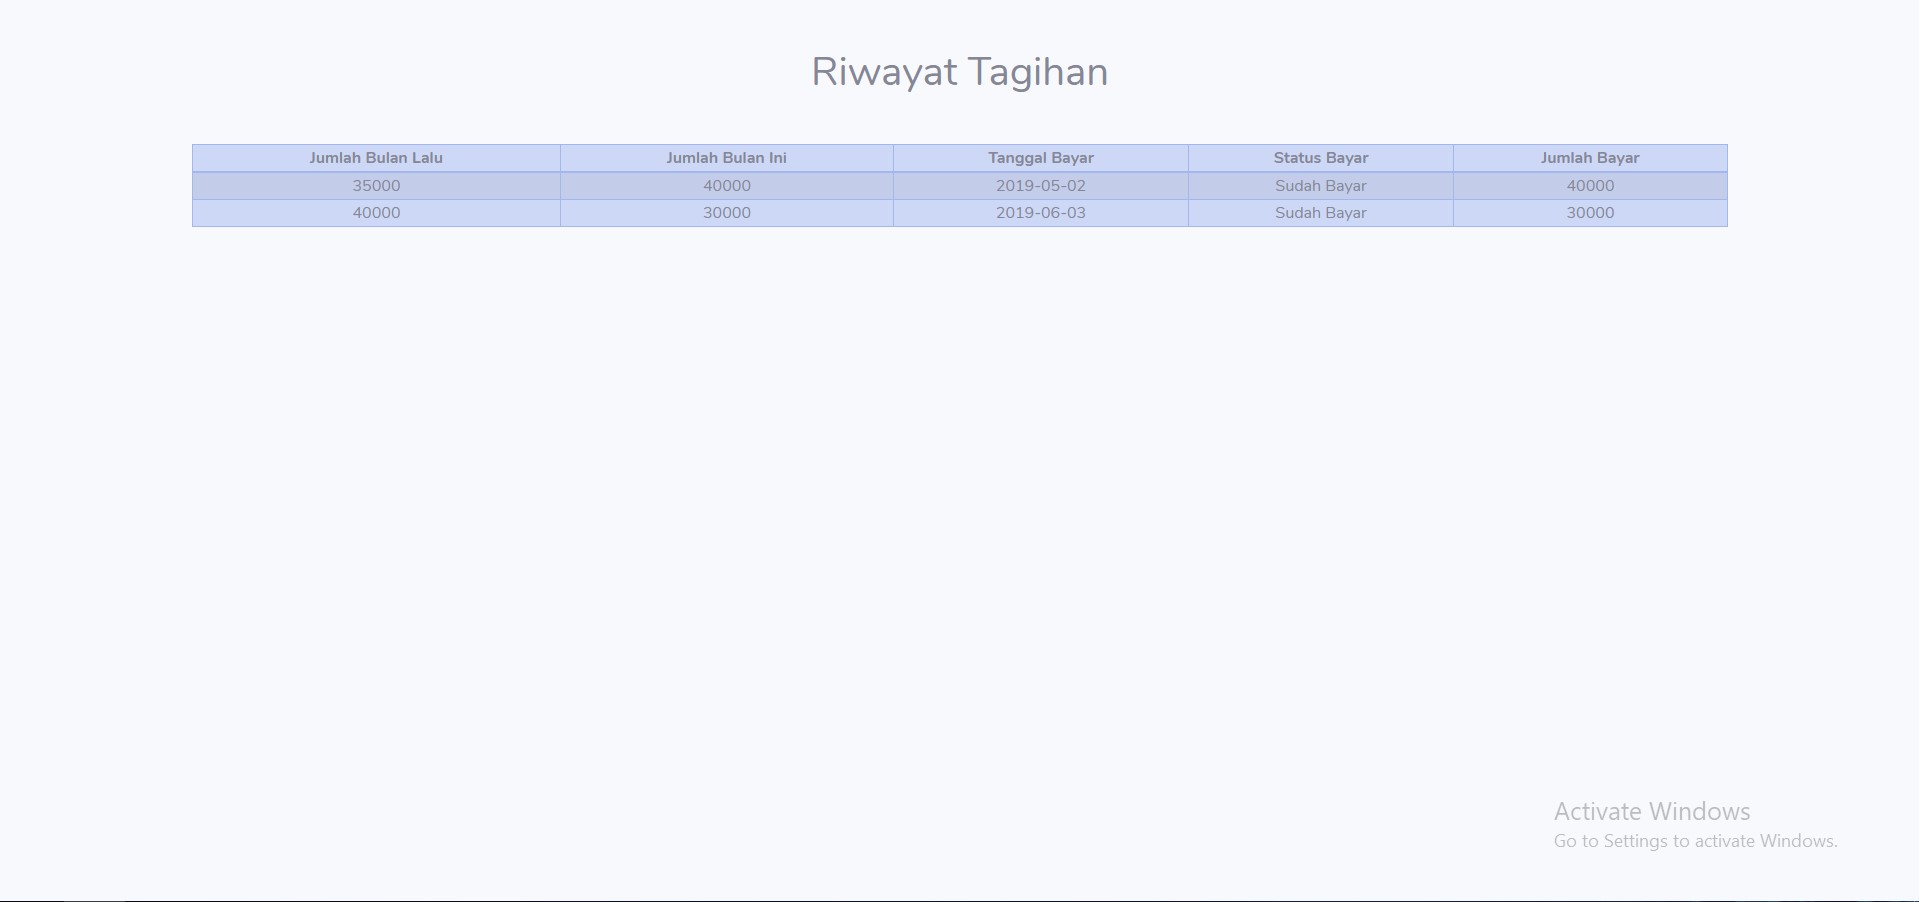 Riwayat Tagihan
Jumlah Bulan Lalu Jumlah Bulan Ini Tanggal Bayar Status Bayar Jumlah Bayar
35000 40000 2019-05-02 Sudah Bayar 40000
40000 30000 2019-06-03 Sudah Bayar 30000
Activate Windows
Go to Settings to activate Windows.